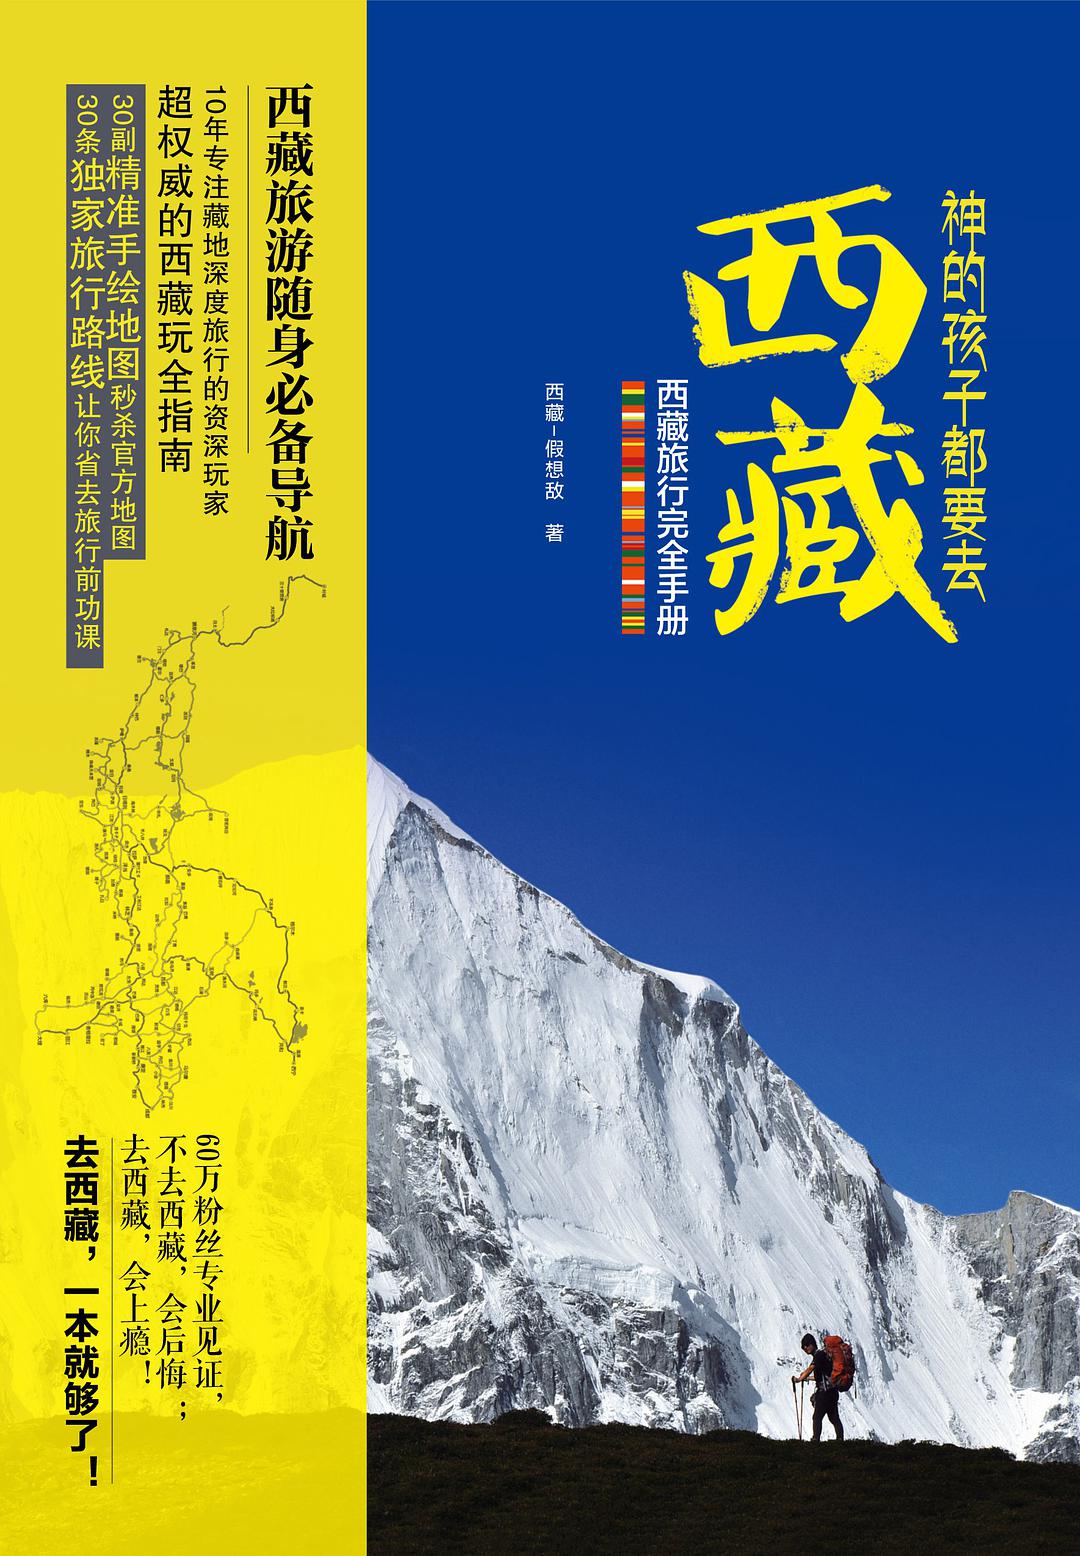 神的孩子都要去
西藏
西藏旅行完全手册
西藏-假想敌 著
西藏旅游随身必备导航
10年专注藏地深度旅行的资深玩家
超权威的西藏玩全指南
30副精准手绘地图秒杀官方地图
30条独家旅行路线让你省去旅行前功课
60万粉丝专业见证，
不去西藏，会后悔；
去西藏，会上瘾！
去西藏，一本就够了！